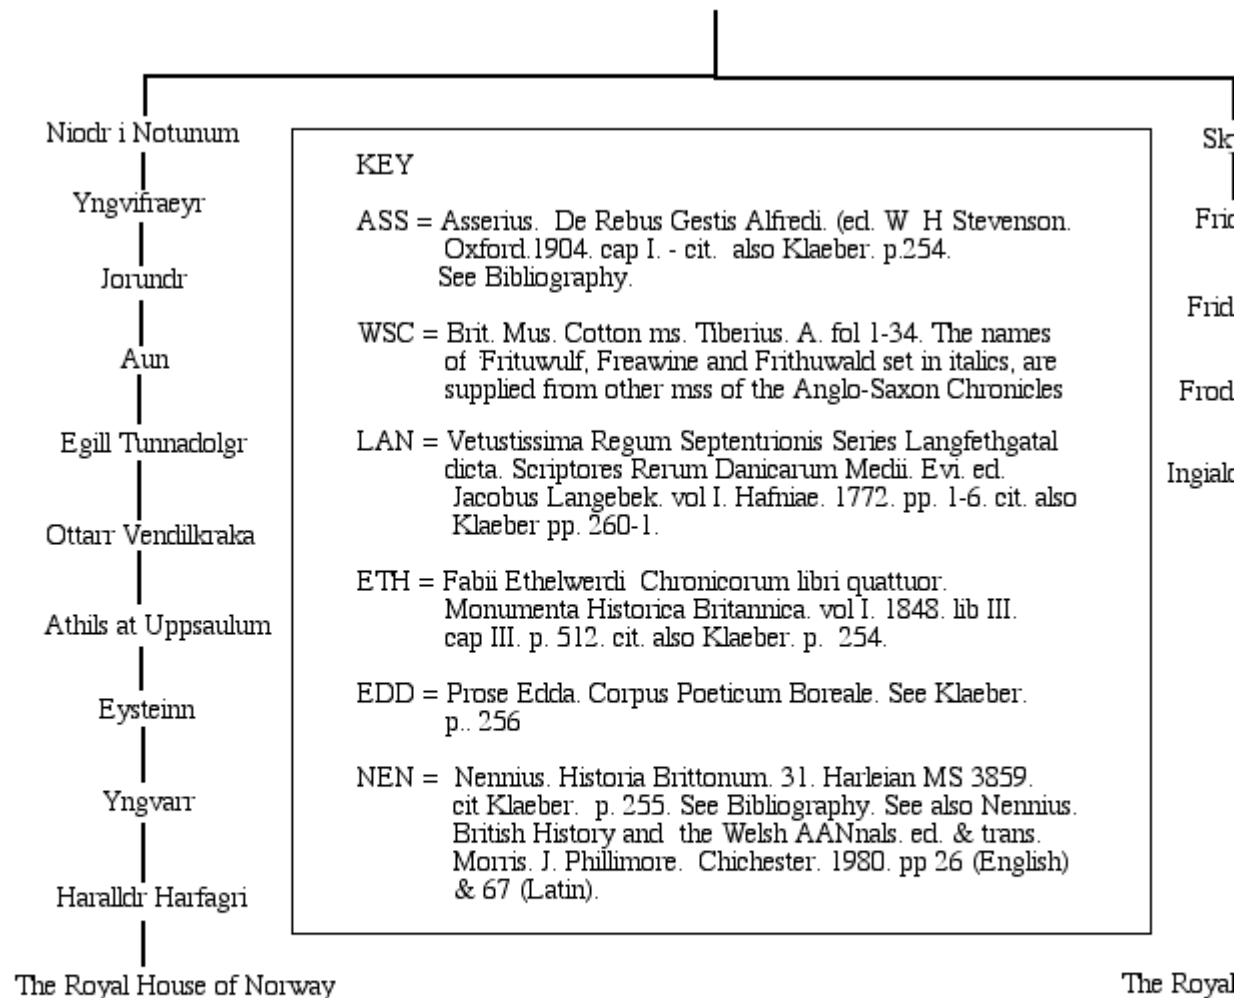 Niodr i Notunum
Yngvifraeyr
Jorundr
Aun
Egill Tunnadolgr
Ottarr Vendilkraka
Athils at Uppsaulum
Eysteinn
Yngvarr
Haralldr Harfagri
The Royal House of Norway
KEY
ASS = Asserius. De Rebus Gestis Alfredi. (ed. W H Stevenson.
Oxford.1904. cap I. - cit. also Klaeber. p.254.
See Bibliography.
WSC = Brit. Mus. Cotton ms. Tiberius. A. fol 1-34. The names
of Frituwulf, Freawine and Frithuwald set in italics, are
supplied from other mss of the Anglo-Saxon Chronicles
LAN = Vetustissima Regum Septentrionis Series Langfethgatal
dicta. Scriptores Rerum Danicarum Medii. Evi. ed.
Jacobus Langebek. vol I. Hafniae. 1772. pp. 1-6. cit. also
Klaeber pp. 260-1.
ETH = Fabii Ethelwerdi Chronicorum libri quattuor.
Monumenta Historica Britannica. vol I. 1848. lib III.
cap III. p. 512. cit. also Klaeber. p. 254.
EDD = Prose Edda. Corpus Poeticum Boreale. See Klaeber.
p.. 256
NEN = Nennius. Historia Brittonum. 31. Harleian MS 3859.
cit Klaeber. p. 255. See Bibliography. See also Nennius.
British History and the Welsh AANnals. ed. & trans.
Morris. J. Phillimore. Chichester. 1980. pp 26 (English)
& 67 (Latin).
The Royal